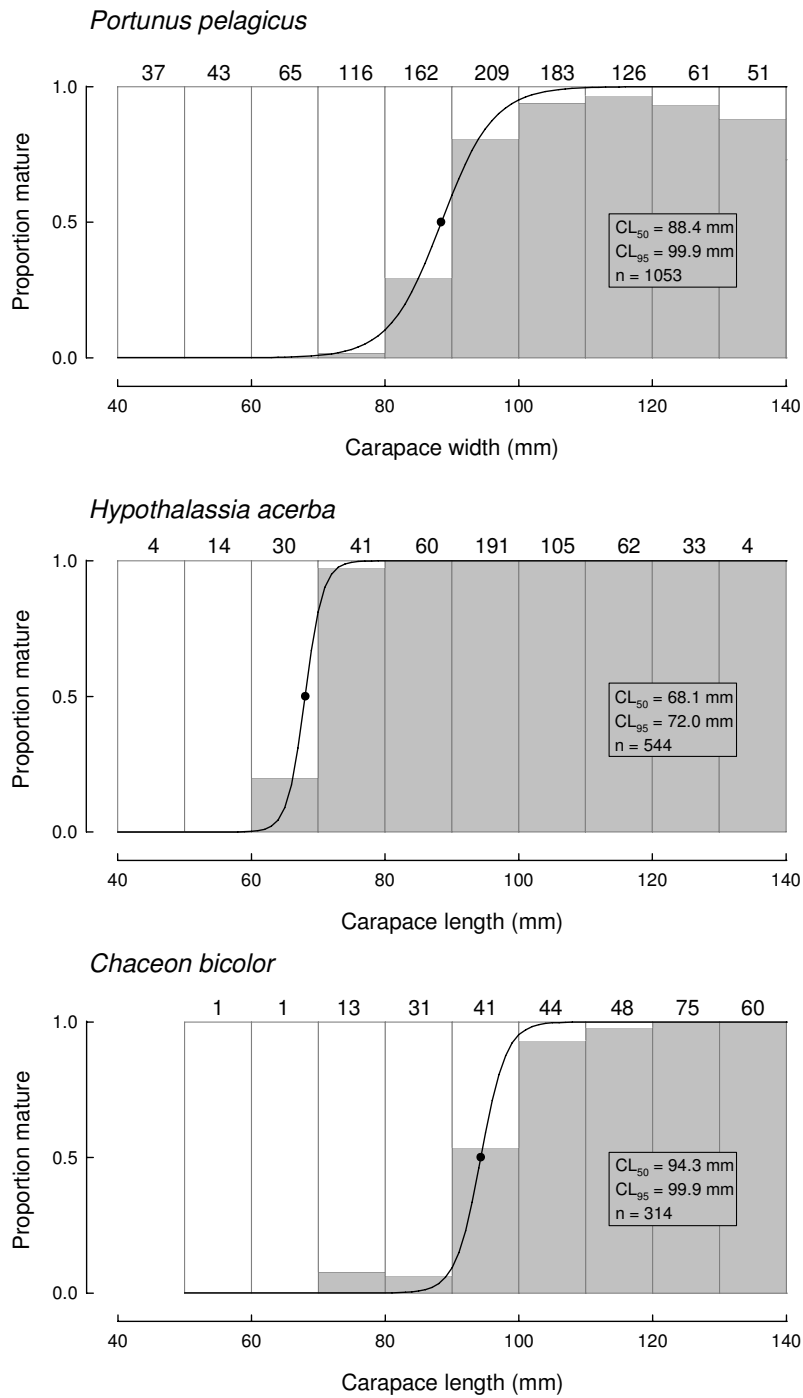 Portunus pelagicus
37 43 65 116 162 209 183 126 61 51
1.0
0.5
0.0
Proportion mature
CL50 = 88.4 mm
CL95 = 99.9 mm
n = 1053
40 60 80 100 120 140
Carapace width (mm)
Hypothalassia acerba
4 14 30 41 60 191 105 62 33 4
1.0
0.5
0.0
Proportion mature
CL50 = 68.1 mm
CL95 = 72.0 mm
n = 544
40 60 80 100 120 140
Carapace length (mm)
Chaceon bicolor
1 1 13 31 41 44 48 75 60
1.0
0.5
0.0
Proportion mature
CL50 = 94.3 mm
CL95 = 99.9 mm
n = 314
40 60 80 100 120 140
Carapace length (mm)